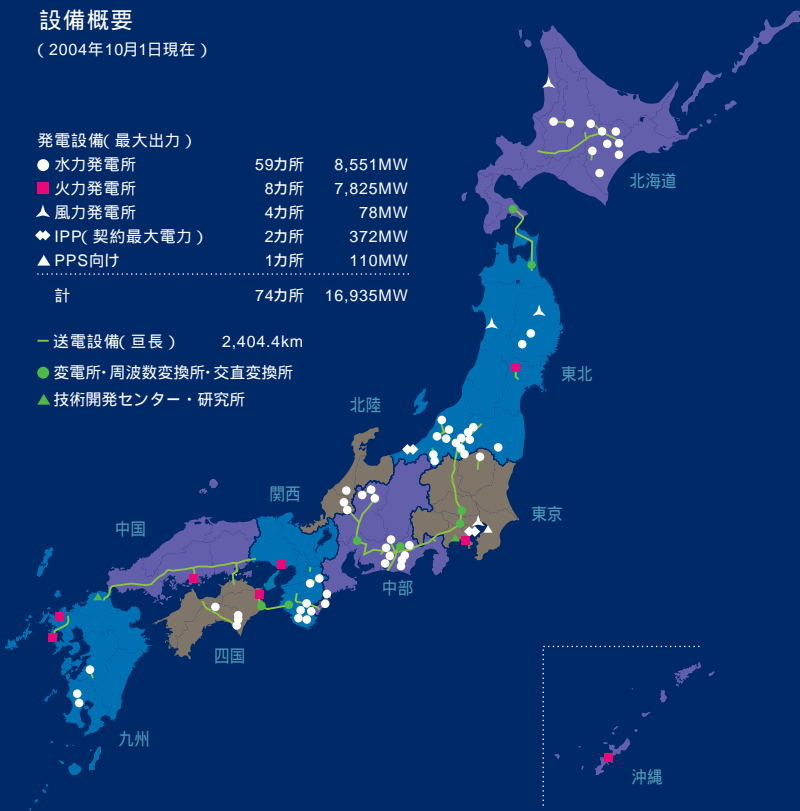 設備概要
(2004年10月1日現在)
発電設備(最大出力)
水力発電所 59カ所 8,551MW
火力発電所 8カ所 7,825MW
風力発電所 4カ所 78MW
IPP(契約最大電力) 2カ所 372MW
PPS向け 1カ所 110MW
計 74カ所 16,935MW
送電設備(亘長) 2,404.4km
変電所・周波数変換所・交直変換所
技術開発センター・研究所
北海道
東北
北陸
関西
東京
中国
中部
四国
九州
沖縄